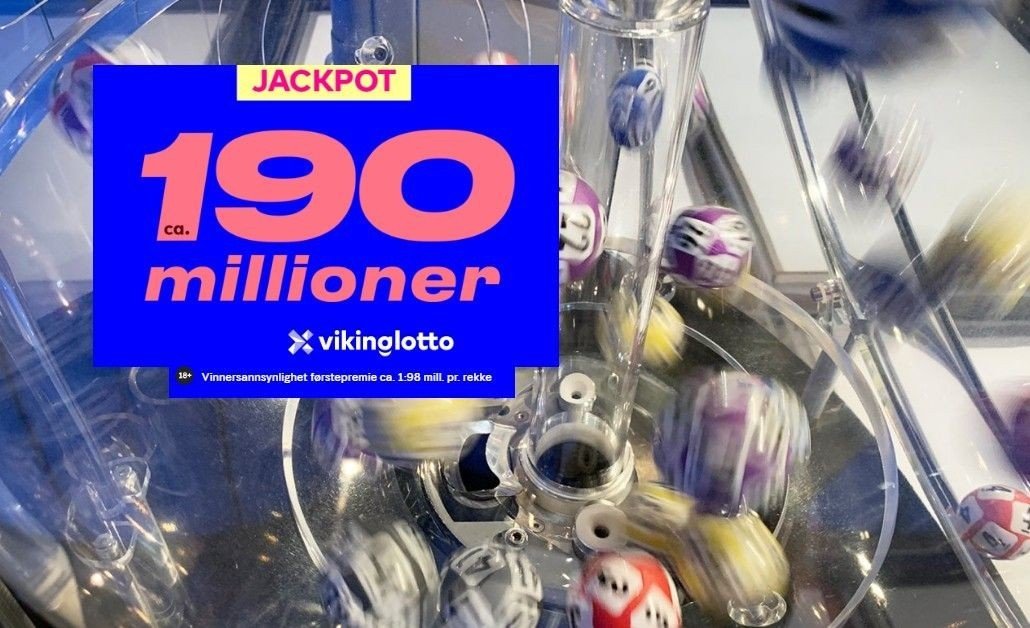 JACKPOT
ca. 190
millioner
vikinglotto
18+ Vinnersannsynlighet førstepremie ca. 1:98 mill. pr. rekke